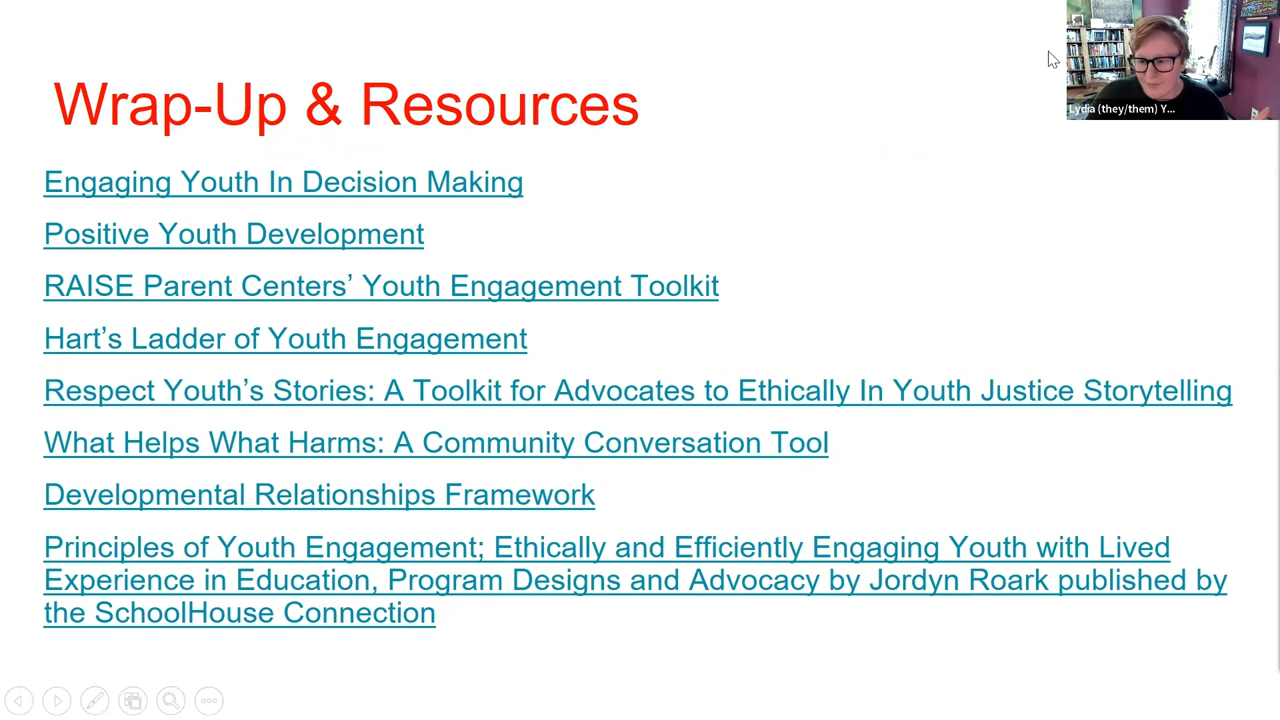 Wrap-Up & Resources
Lydia (they/them) Y...
Engaging Youth In Decision Making
Positive Youth Development
RAISE Parent Centers’ Youth Engagement Toolkit
Hart’s Ladder of Youth Engagement
Respect Youth’s Stories: A Toolkit for Advocates to Ethically In Youth Justice Storytelling
What Helps What Harms: A Community Conversation Tool
Developmental Relationships Framework
Principles of Youth Engagement; Ethically and Efficiently Engaging Youth with Lived
Experience in Education, Program Designs and Advocacy by Jordyn Roark published by
the SchoolHouse Connection